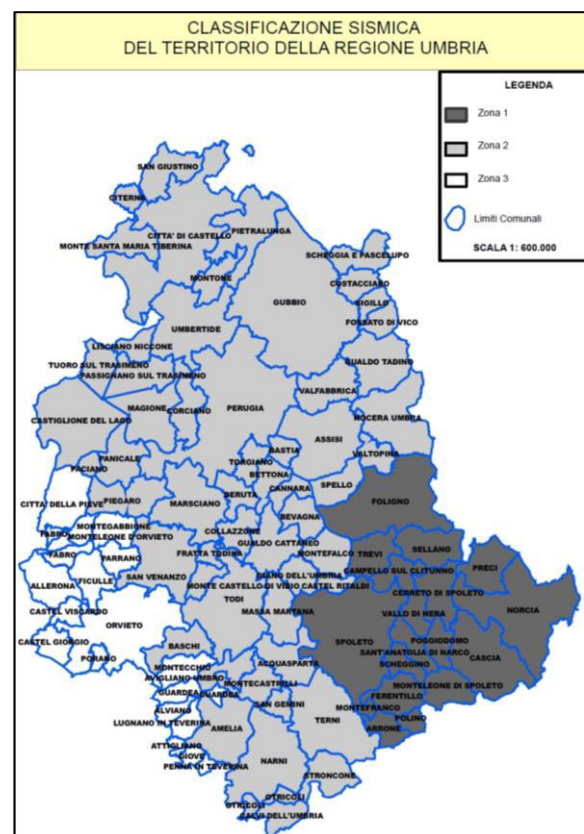 CLASSIFICAZIONE SISMICA
DEL TERRITORIO DELLA REGIONE UMBRIA
LEGENDA
Zona 1
Zona 2
Zona 3
Limiti Comunali
SCALA 1: 600.000
SAN GIUSTINO
CITERNA
CITTA' DI CASTELLO
PIETRALUNGA
MONTE SANTA MARIA TIBERINA
SCHEGGIA E PASCELUPO
MONTONE
COSTACCIARO
GUBBIO
SIGILLO
FOSSATO DI VICO
UMBERTIDE
LISCIANO NICCONE
GUALDO TADINO
TUORO SUL TRASIMENO
PASSIGNANO SUL TRASIMENO
VALFABBRICA
MAGIONE
CORCIANO
PERUGIA
NOCERA UMBRA
CASTIGLIONE DEL LAGO
ASSISI
BASTIA
PANICALE
TORGIANO
VALTOPINA
PACIANO
BETTONA
CANNARA
SPELLO
CITTA' DELLA PIEVE
PIEGARO
MARSCIANO
DERUTA
FOLIGNO
BEVAGNA
MONTEGABBIONE
COLLAZZONE
FABRO
MONTELEONE D'ORVIETO
GUALDO CATTANEO
FABRO
PARRANO
FRATTA TODINA
MONTEFALCO
TREVI
SELLANO
ALLERONA
FICULLE
SAN VENANZO
GIANO DELL'UMBRIA
CAMPELLO SUL CLITUNNO
PRECI
MONTE CASTELLO DI VIBIO
CASTEL RITALDI
CERRETO DI SPOLETO
CASTEL VISCARDO
TODI
MASSA MARTANA
VALLO DI NERA
NORCIA
ORVIETO
CASTEL GIORGIO
SPOLETO
POGGIODOMO
PORANO
BASCHI
SANT'ANATOLIA DI NARCO
CASCIA
MONTECCHIO
ACQUASPARTA
SCHEGGINO
AVIGLIANO UMBRO
MONTECASTRILLI
MONTELEONE DI SPOLETO
GUARDEA
GUARDEA
FERENTILLO
ALVIANO
SAN GEMINI
MONTEFRANCO
POLINO
LUGNANO IN TEVERINA
AMELIA
TERNI
ARRONE
ATTIGLIANO
GIOVE
NARNI
PENNA IN TEVERINA
STRONCONE
OTRICOLI
OTRICOLI
CALVI DELL'UMBRIA